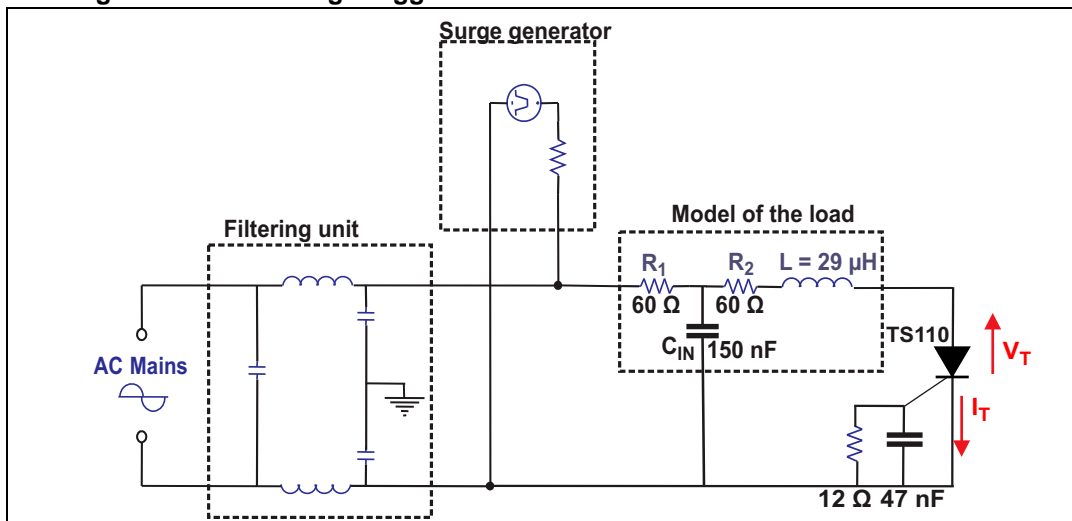 Surge generator
Filtering unit
Model of the load
R1
R2
L = 29 µH
60 Ω
60 Ω
CIN
150 nF
TS110
VT
AC Mains
IT
12 Ω
47 nF